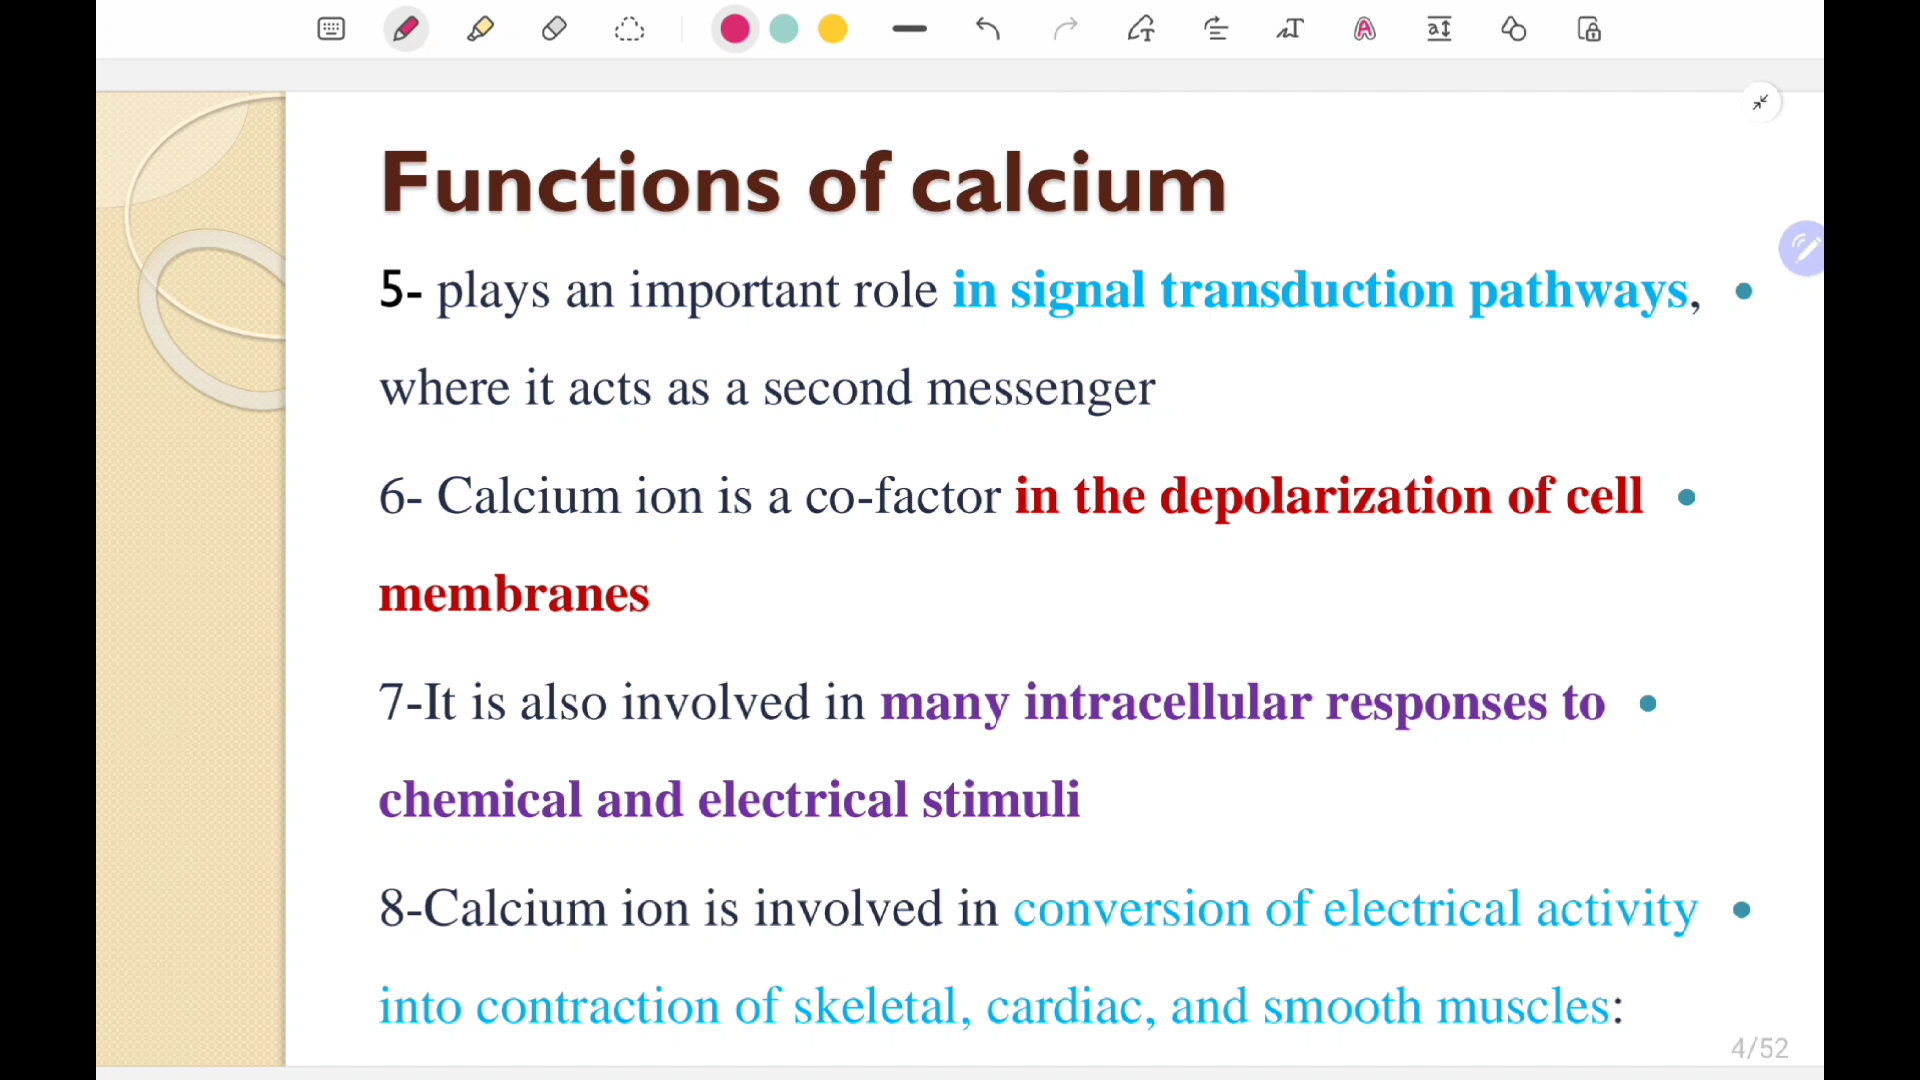 Functions of calcium
5- plays an important role in signal transduction pathways,
where it acts as a second messenger
6- Calcium ion is a co-factor in the depolarization of cell
membranes
7-It is also involved in many intracellular responses to
chemical and electrical stimuli
8-Calcium ion is involved in conversion of electrical activity
into contraction of skeletal, cardiac, and smooth muscles:
4/52